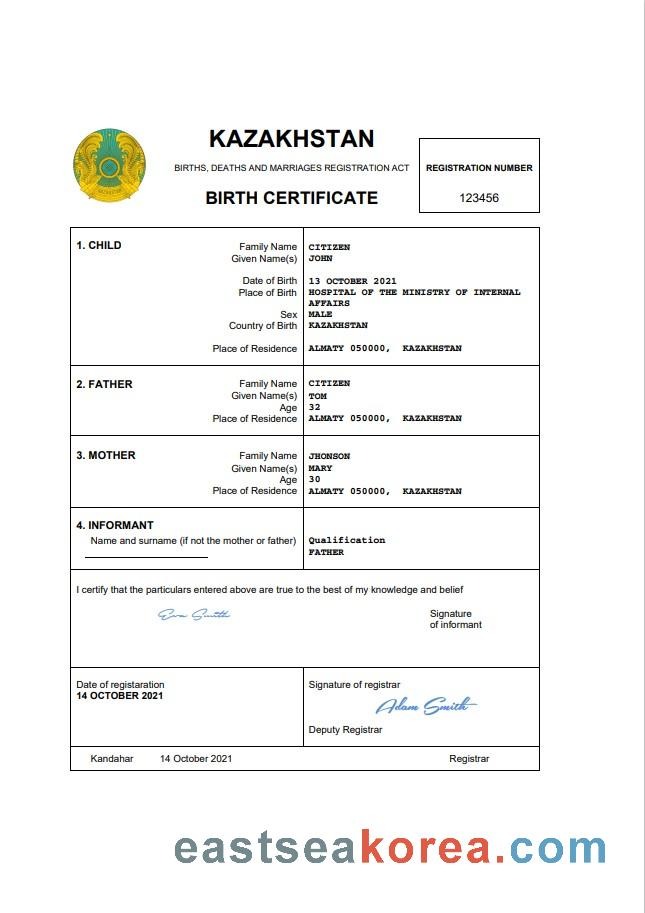 KAZAKHSTAN
BIRTHS, DEATHS AND MARRIAGES REGISTRATION ACT
BIRTH CERTIFICATE
REGISTRATION NUMBER
123456
1. CHILD
Family Name CITIZEN
Given Name(s) JOHN
Date of Birth 13 OCTOBER 2021
Place of Birth HOSPITAL OF THE MINISTRY OF INTERNAL
AFFAIRS
Sex MALE
Country of Birth KAZAKHSTAN
Place of Residence ALMATY 050000, KAZAKHSTAN
2. FATHER
Family Name CITIZEN
Given Name(s) TOM
Age 32
Place of Residence ALMATY 050000, KAZAKHSTAN
3. MOTHER
Family Name JHONSON
Given Name(s) MARY
Age 30
Place of Residence ALMATY 050000, KAZAKHSTAN
4. INFORMANT
Name and surname (if not the mother or father) Qualification
FATHER
I certify that the particulars entered above are true to the best of my knowledge and belief
Eva Smith
Signature
of informant
Date of registaration
14 OCTOBER 2021
Signature of registrar
Adam Smith
Deputy Registrar
Kandahar 14 October 2021 Registrar
eastseakorea.com